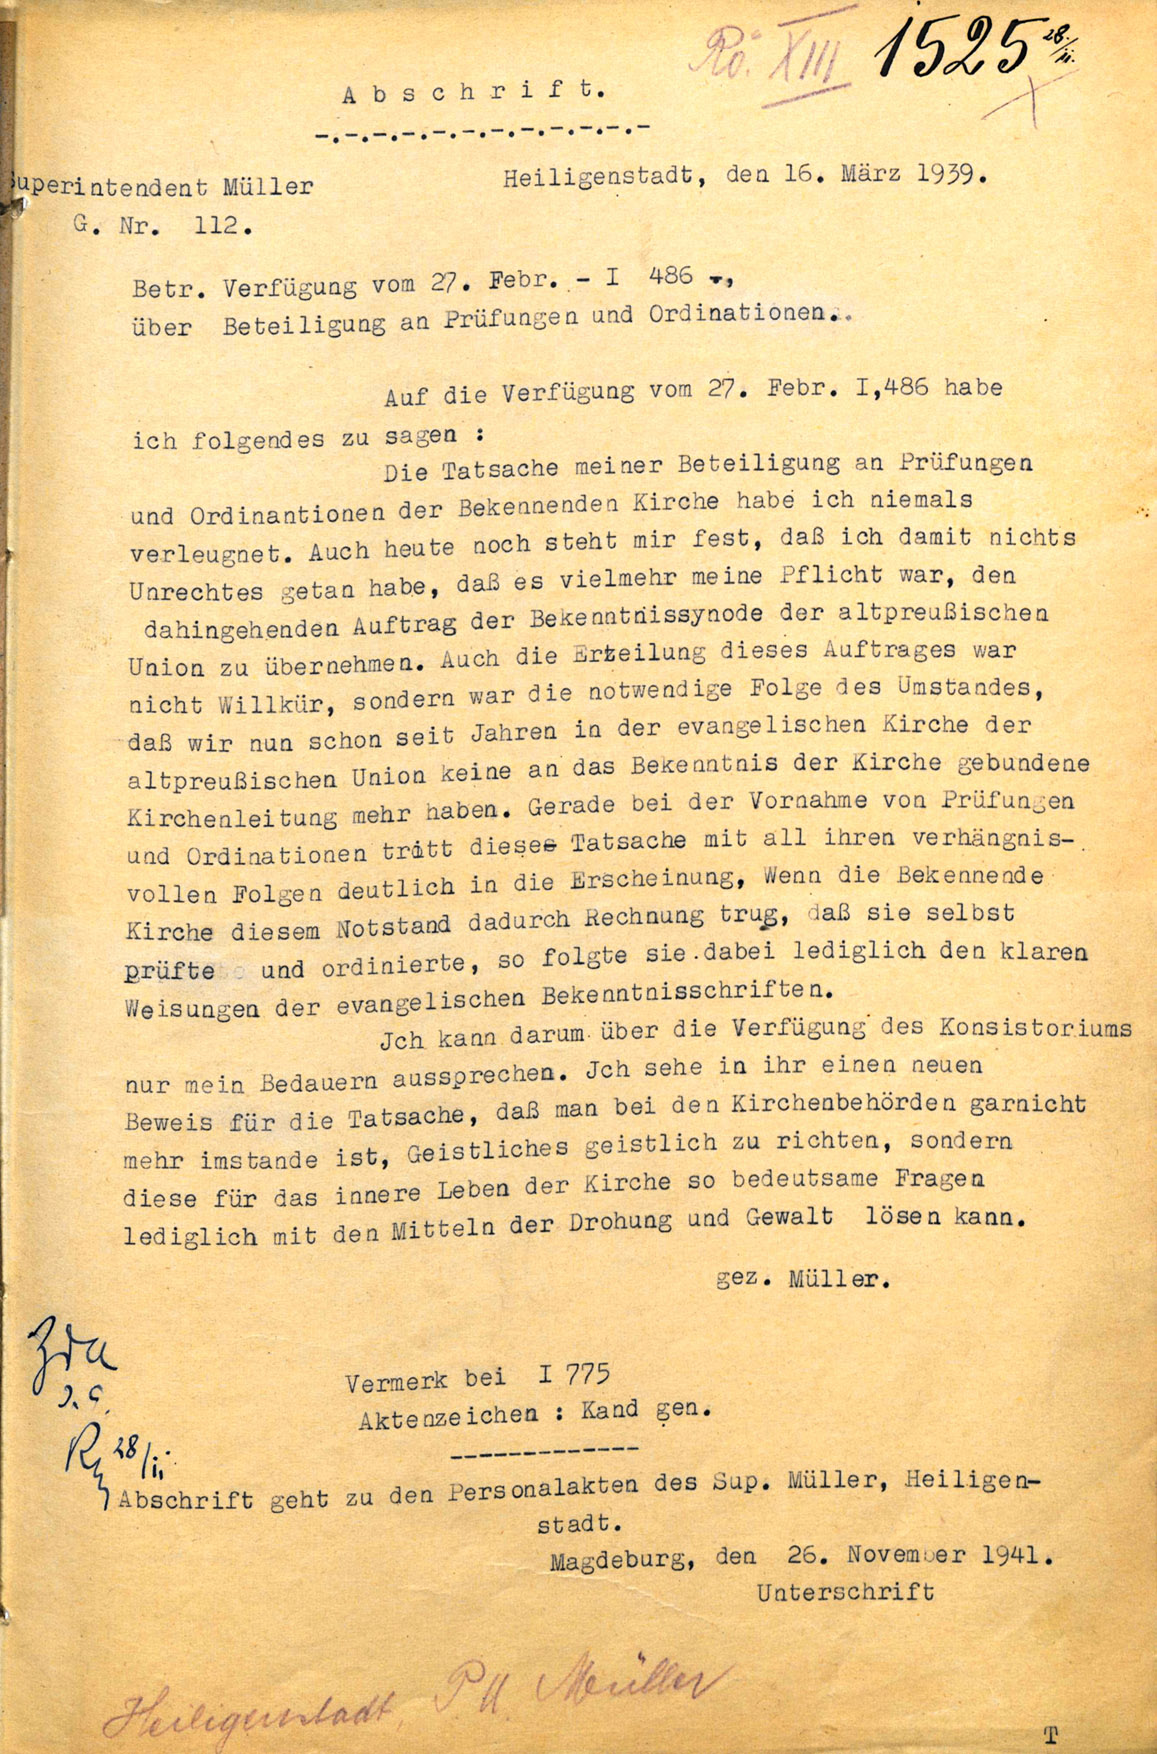 Rö. XIII 1525 28./11.
Abschrift.
-.-.-.-.-.-.-.-.-.-.-.-
Superintendent Müller
Heiligenstadt, den 16. März 1939.
G. Nr. 112.
Betr. Verfügung vom 27. Febr. - I 486 -,
über Beteiligung an Prüfungen und Ordinationen..
Auf die Verfügung vom 27. Febr. I,486 habe
ich folgendes zu sagen :
Die Tatsache meiner Beteiligung an Prüfungen
und Ordinantionen der Bekennenden Kirche habe ich niemals
verleugnet. Auch heute noch steht mir fest, daß ich damit nichts
Unrechtes getan habe, daß es vielmehr meine Pflicht war, den
dahingehenden Auftrag der Bekenntnissynode der altpreußischen
Union zu übernehmen. Auch die Erteilung dieses Auftrages war
nicht Willkür, sondern war die notwendige Folge des Umstandes,
daß wir nun schon seit Jahren in der evangelischen Kirche der
altpreußischen Union keine an das Bekenntnis der Kirche gebundene
Kirchenleitung mehr haben. Gerade bei der Vornahme von Prüfungen
und Ordinationen tritt diese Tatsache mit all ihren verhängnis-
vollen Folgen deutlich in die Erscheinung, Wenn die Bekennende
Kirche diesem Notstand dadurch Rechnung trug, daß sie selbst
prüfte und ordinierte, so folgte sie dabei lediglich den klaren
Weisungen der evangelischen Bekenntnisschriften.
Jch kann darum über die Verfügung des Konsistoriums
nur mein Bedauern aussprechen. Jch sehe in ihr einen neuen
Beweis für die Tatsache, daß man bei den Kirchenbehörden garnicht
mehr imstande ist, Geistliches geistlich zu richten, sondern
diese für das innere Leben der Kirche so bedeutsame Fragen
lediglich mit den Mitteln der Drohung und Gewalt lösen kann.
gez. Müller.
ZdA
Vermerk bei I 775
Aktenzeichen : Kand gen.
-------------
28/11.
Abschrift geht zu den Personalakten des Sup. Müller, Heiligen-
stadt.
Magdeburg, den 26. November 1941.
Unterschrift
Heiligenstadt, P. II. Müller
T